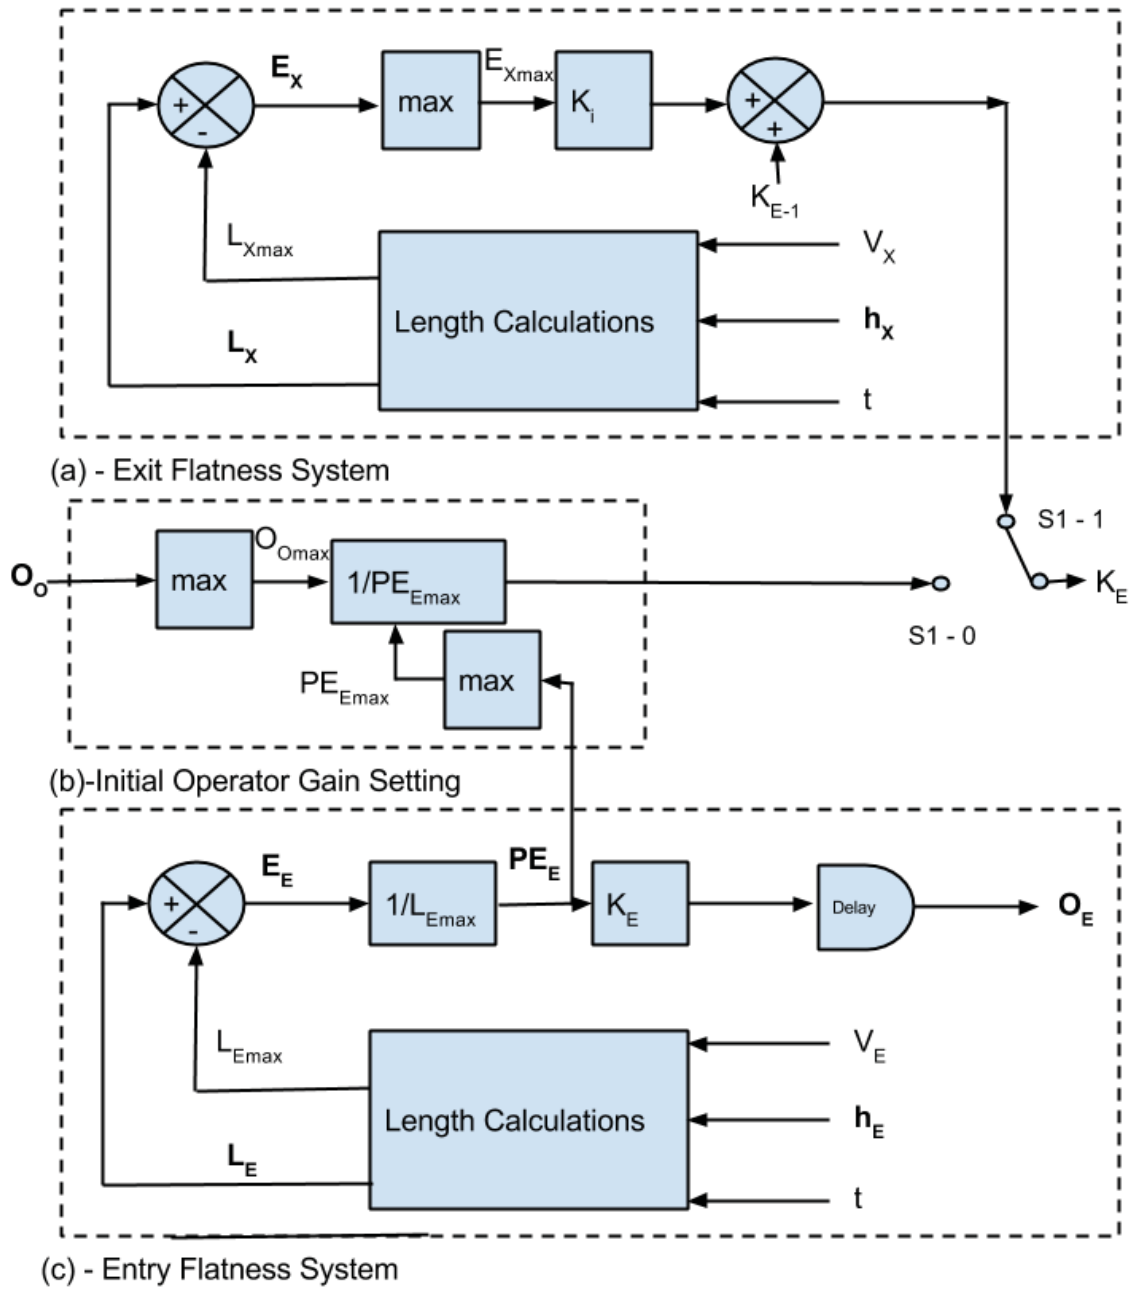 E_X
E_Xmax
max
K_i
+
-
+
+
K_E-1
L_Xmax
V_X
Length Calculations
h_X
L_X
t
(a) - Exit Flatness System
S1 - 1
O_O
max
O_Omax
1/PE_Emax
K_E
S1 - 0
PE_Emax
max
(b)-Initial Operator Gain Setting
E_E
PE_E
+
-
1/L_Emax
K_E
Delay
O_E
L_Emax
V_E
Length Calculations
h_E
L_E
t
(c) - Entry Flatness System